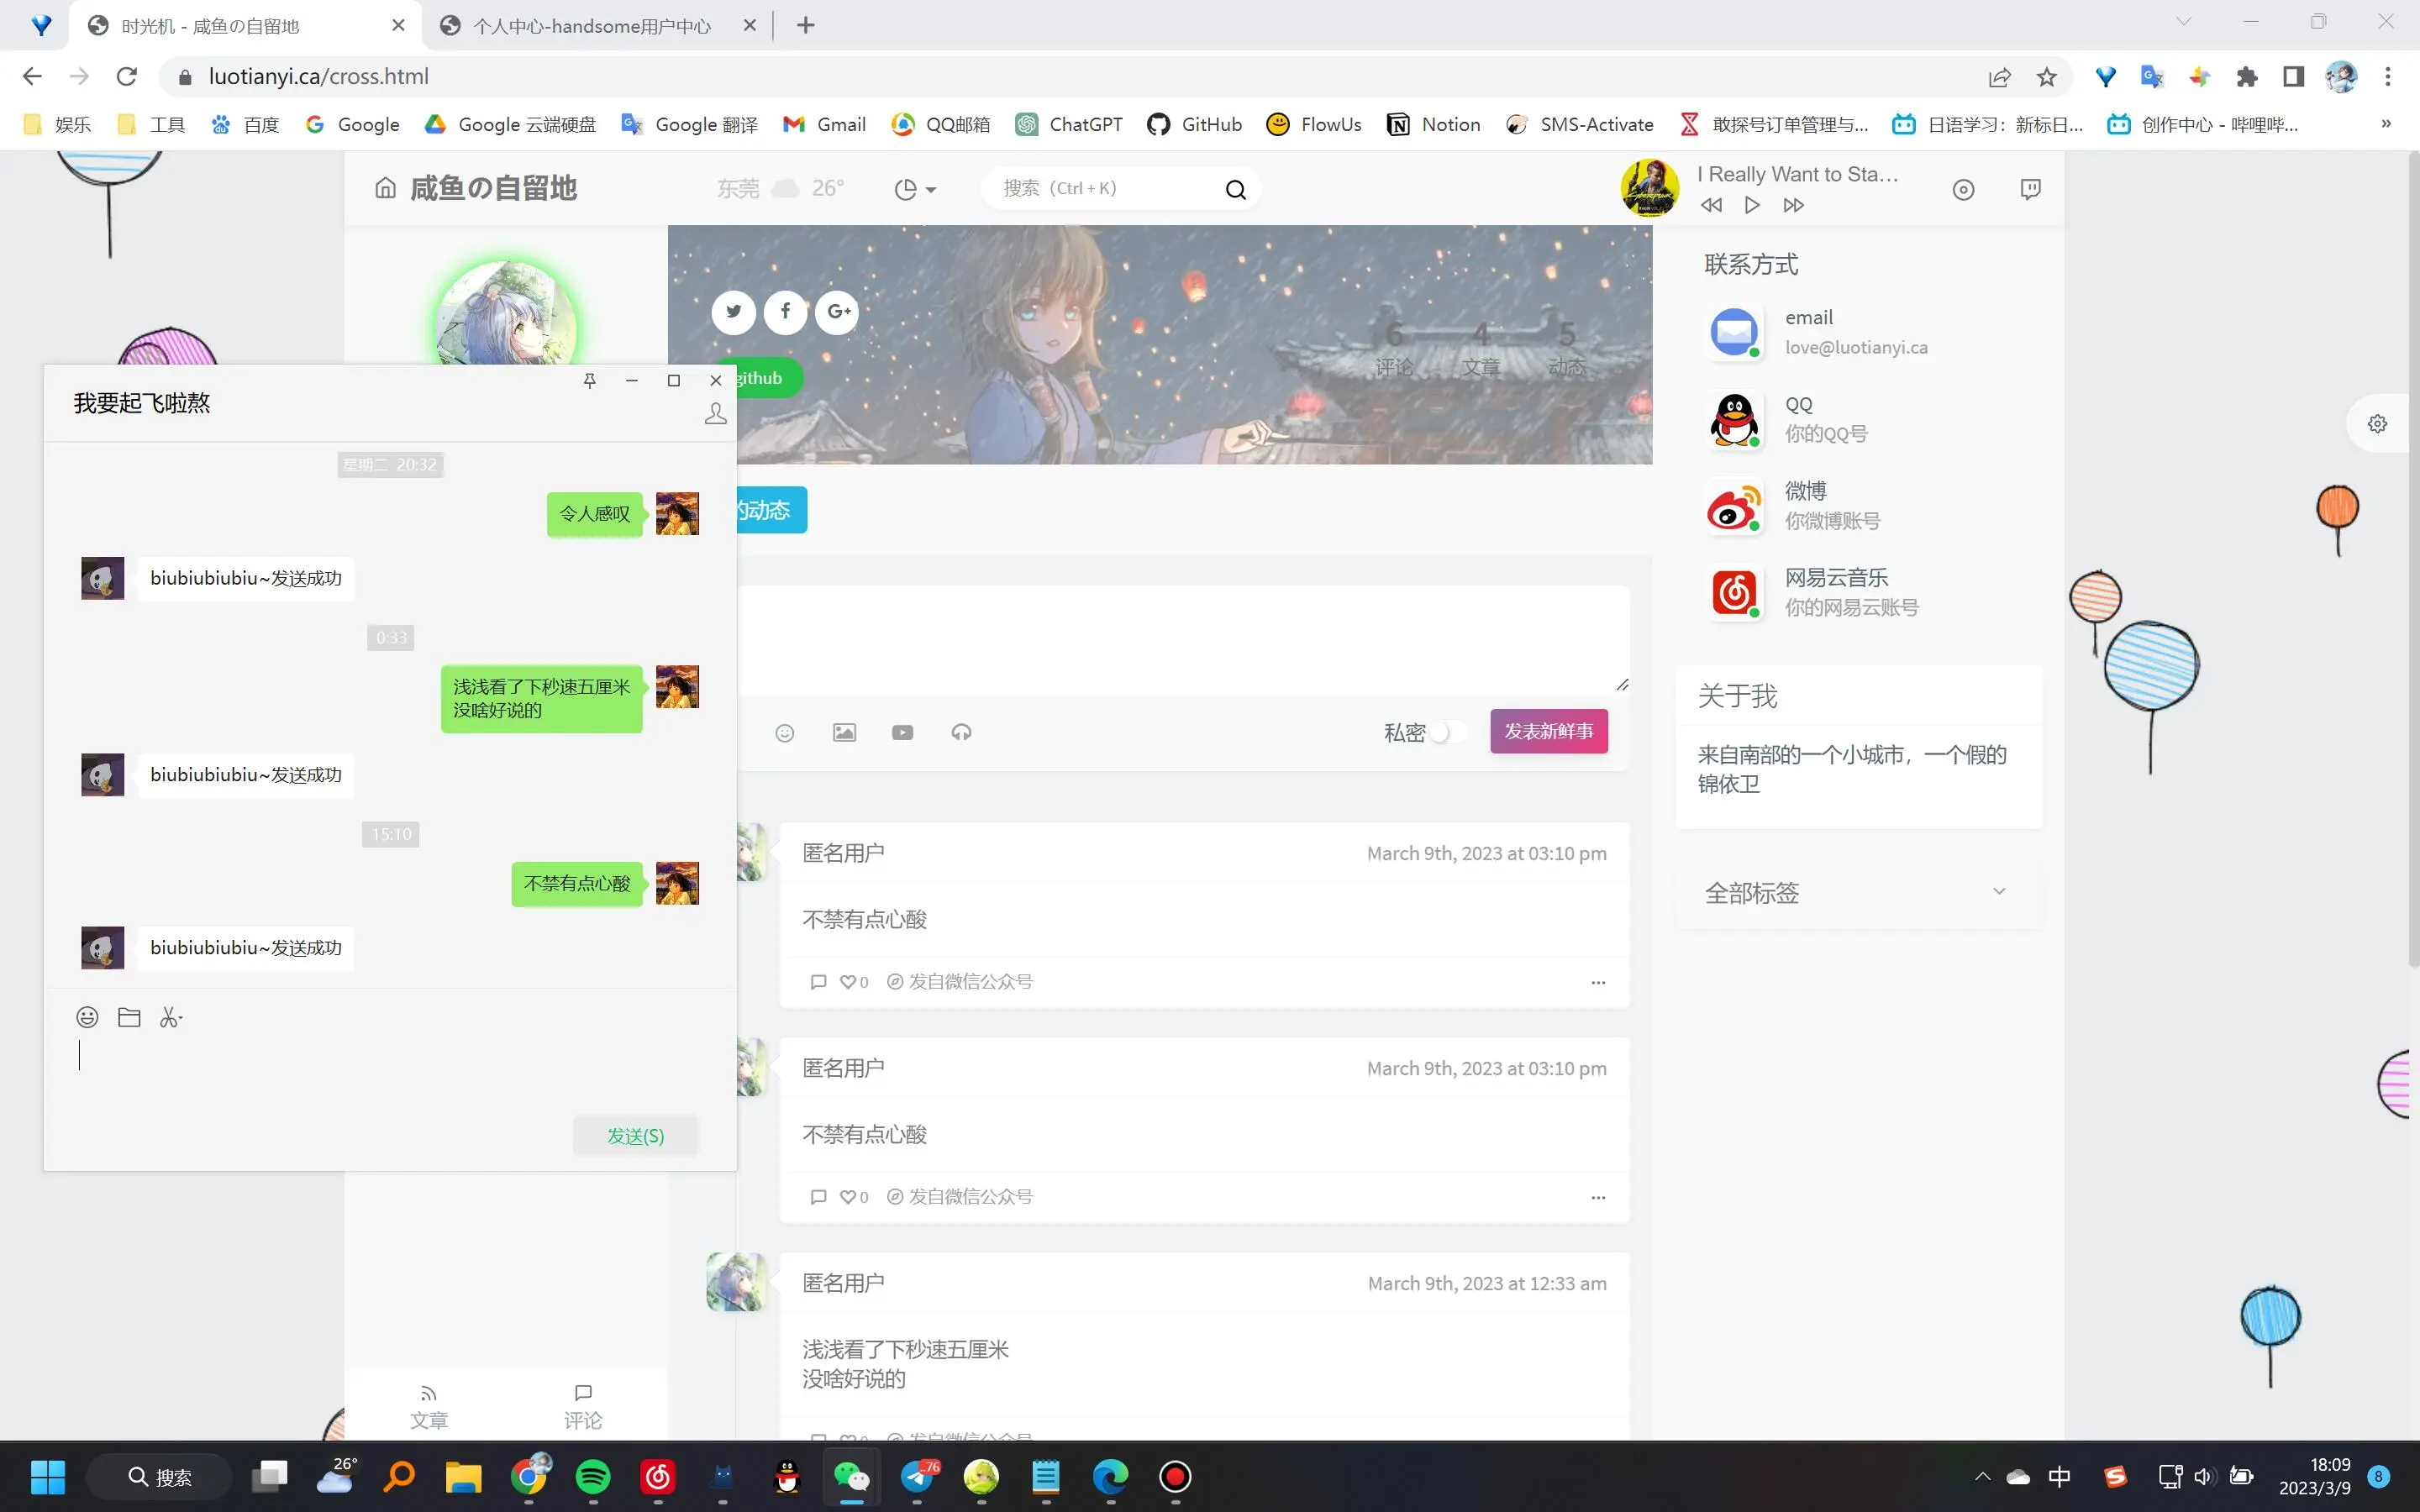 时光机 - 咸鱼の自留地
个人中心-handsome用户中心
luotianyi.ca/cross.html
娱乐
工具
百度
Google
Google 云端硬盘
Google 翻译
Gmail
QQ邮箱
ChatGPT
GitHub
FlowUs
Notion
SMS-Activate
敢探号订单管理与...
日语学习：新标日...
创作中心 - 哔哩哔...
»
咸鱼の自留地
东莞
26°
搜索（Ctrl + K）
I Really Want to Sta...
github
6
4
5
评论
文章
动态
的动态
私密
发表新鲜事
匿名用户
March 9th, 2023 at 03:10 pm
不禁有点心酸
0
发自微信公众号
匿名用户
March 9th, 2023 at 03:10 pm
不禁有点心酸
0
发自微信公众号
匿名用户
March 9th, 2023 at 12:33 am
浅浅看了下秒速五厘米
没啥好说的
发自微信公众号
联系方式
email
love@luotianyi.ca
QQ
你的QQ号
微博
你微博账号
网易云音乐
你的网易云账号
关于我
来自南部的一个小城市，一个假的
锦依卫
全部标签
我要起飞啦熬
星期二 20:32
令人感叹
biubiubiubiu~发送成功
0:33
浅浅看了下秒速五厘米
没啥好说的
biubiubiubiu~发送成功
15:10
不禁有点心酸
biubiubiubiu~发送成功
发送(S)
文章
评论
搜索
26°
76
中
18:09
2023/3/9
8